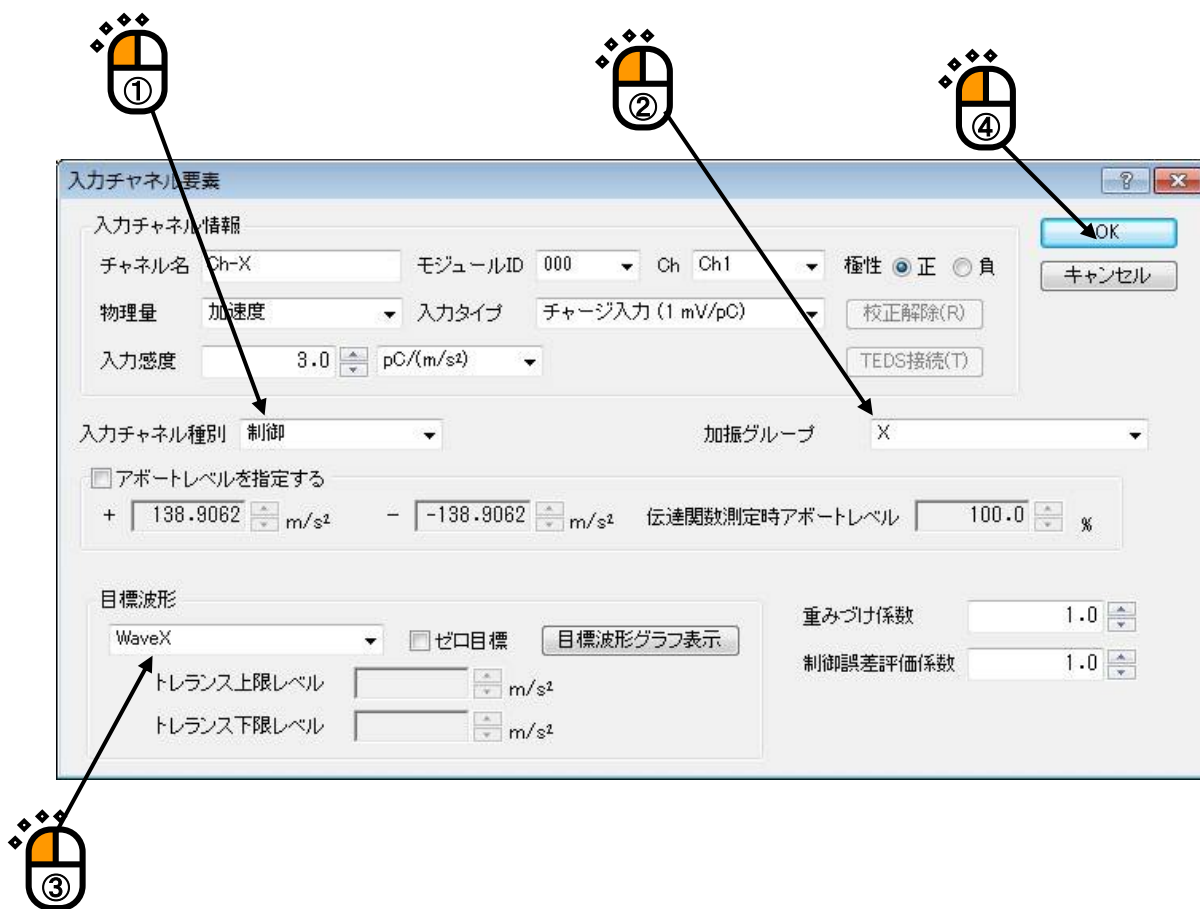 ①
②
④
入力チャネル要素
入力チャネル情報
OK
チャネル名 Ch-X モジュールID 000 Ch Ch1 極性 正 負
キャンセル
物理量 加速度 入力タイプ チャージ入力 (1 mV/pC) 校正解除(R)
入力感度 3.0 pC/(m/s²) TEDS接続(T)
入力チャネル種別 制御 加振グループ X
アボートレベルを指定する
+ 138.9062 m/s² - -138.9062 m/s² 伝達関数測定時アボートレベル 100.0 %
目標波形
重みづけ係数 1.0
WaveX ゼロ目標 目標波形グラフ表示
制御誤差評価係数 1.0
トレランス上限レベル m/s²
トレランス下限レベル m/s²
③